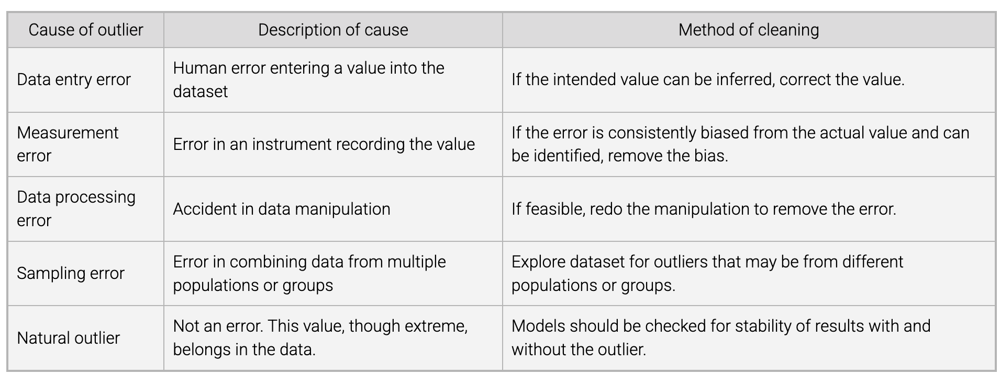 Cause of outlier
Description of cause
Method of cleaning
Data entry error
Human error entering a value into the
dataset
If the intended value can be inferred, correct the value.
Measurement
error
Error in an instrument recording the value
If the error is consistently biased from the actual value and can
be identified, remove the bias.
Data processing
error
Accident in data manipulation
If feasible, redo the manipulation to remove the error.
Sampling error
Error in combining data from multiple
populations or groups
Explore dataset for outliers that may be from different
populations or groups.
Natural outlier
Not an error. This value, though extreme,
belongs in the data.
Models should be checked for stability of results with and
without the outlier.